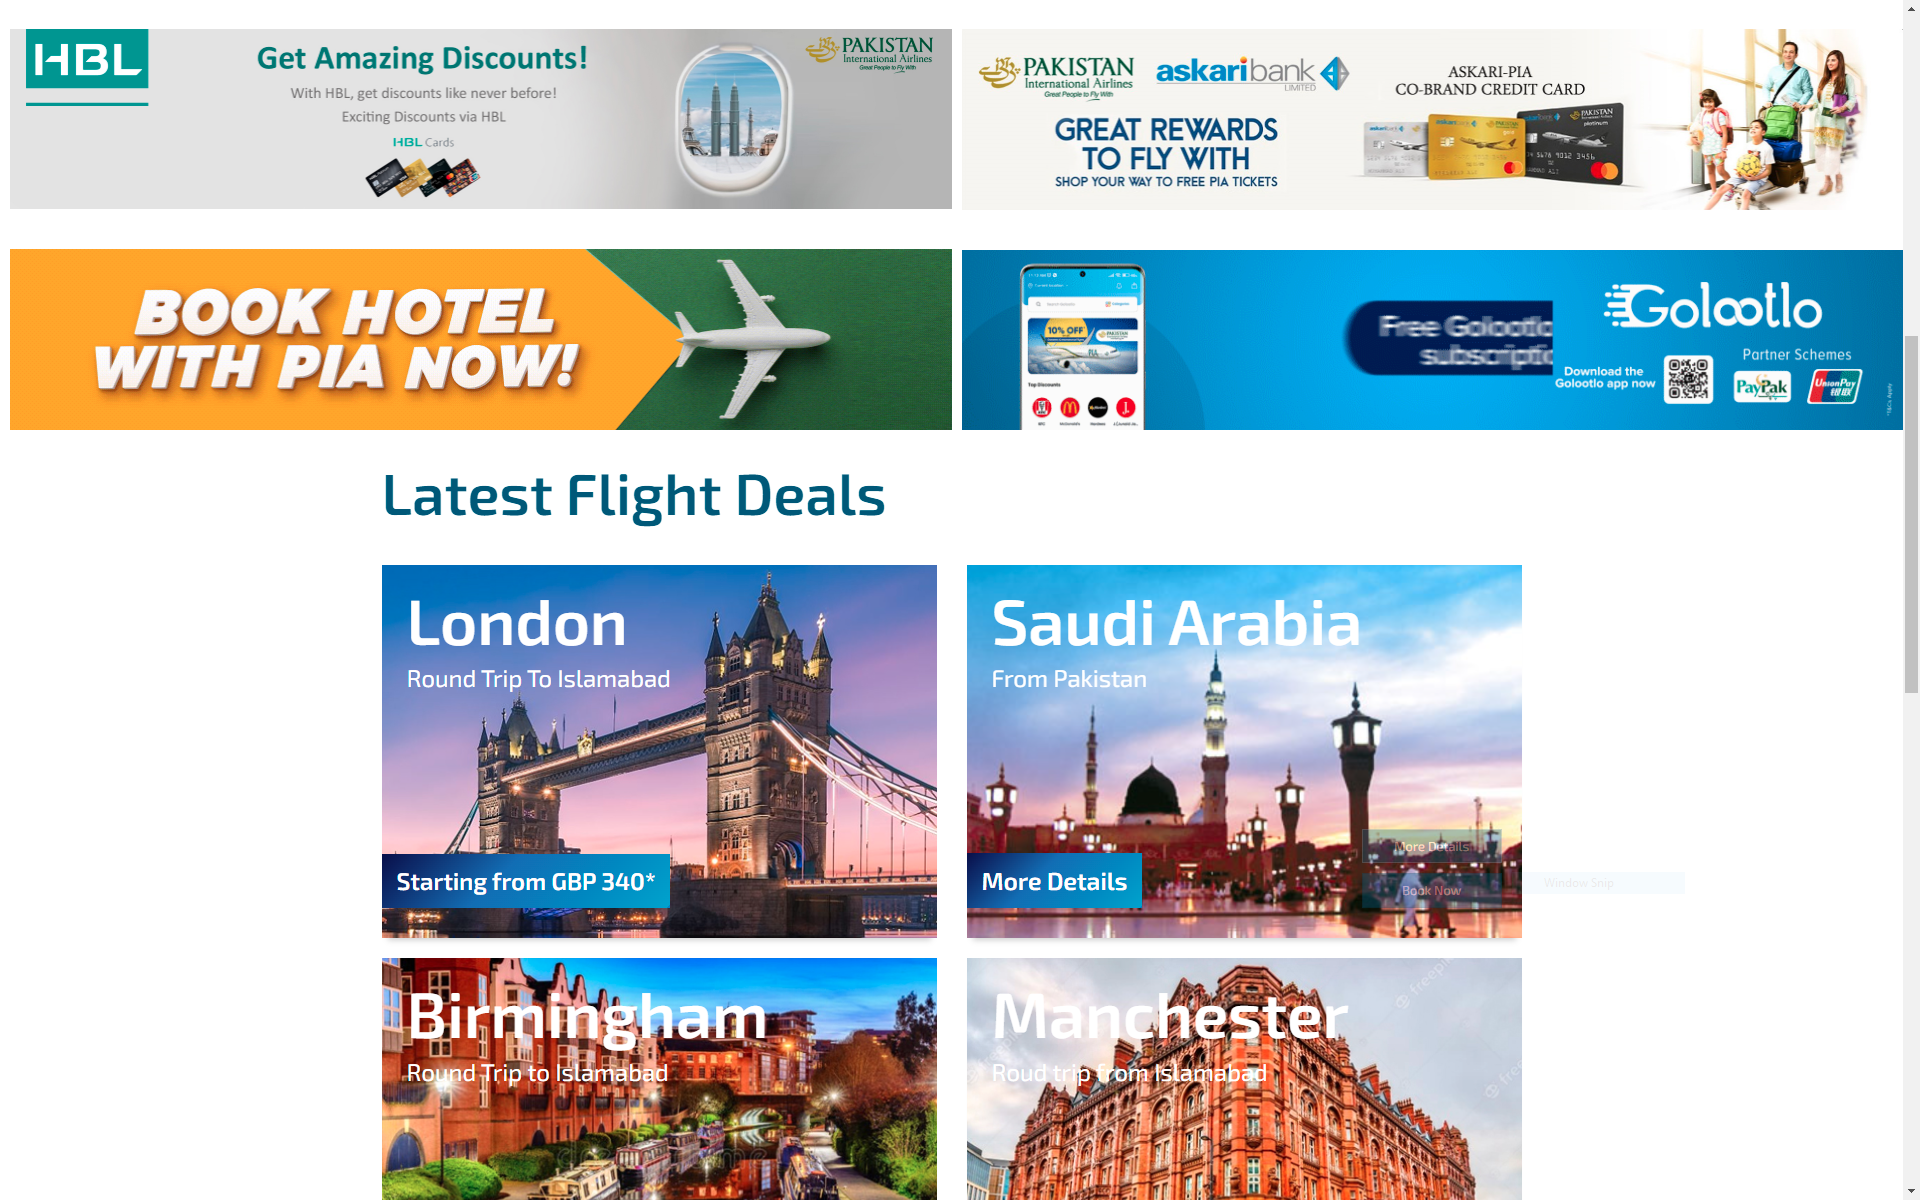 HBL
Get Amazing Discounts!
With HBL, get discounts like never before!
Exciting Discounts via HBL
HBL Cards
PAKISTAN
International Airlines
Great People to Fly With
PAKISTAN
International Airlines
Great People to Fly With
askaribank
LIMITED
ASKARI-PIA
CO-BRAND CREDIT CARD
GREAT REWARDS
TO FLY WITH
SHOP YOUR WAY TO FREE PIA TICKETS
BOOK HOTEL
WITH PIA NOW!
10% OFF
Top Discounts
Free Golootlo
Golootlo
Partner Schemes
Download the
Golootlo app now
PayPak
UnionPay
Latest Flight Deals
London
Round Trip To Islamabad
Starting from GBP 340*
Saudi Arabia
From Pakistan
More Details
More Details
Book Now
Window Snip
Birmingham
Round Trip to Islamabad
Manchester
Roud trip from Islamabad